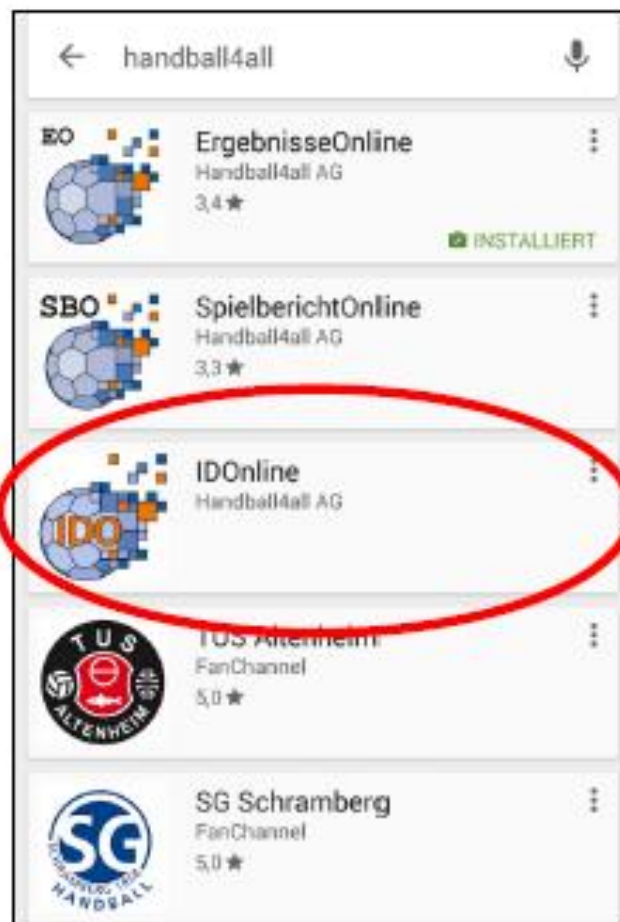 handball4all
EO
ErgebnisseOnline
Handball4all AG
3,4★
INSTALLIERT
SBO
SpielberichtOnline
Handball4all AG
3,3★
IDOnline
Handball4all AG
IDO
TUS Altenheim
FanChannel
5,0★
TUS
ALTENHEIM
SG Schramberg
FanChannel
5,0★
SG
HANDBALL